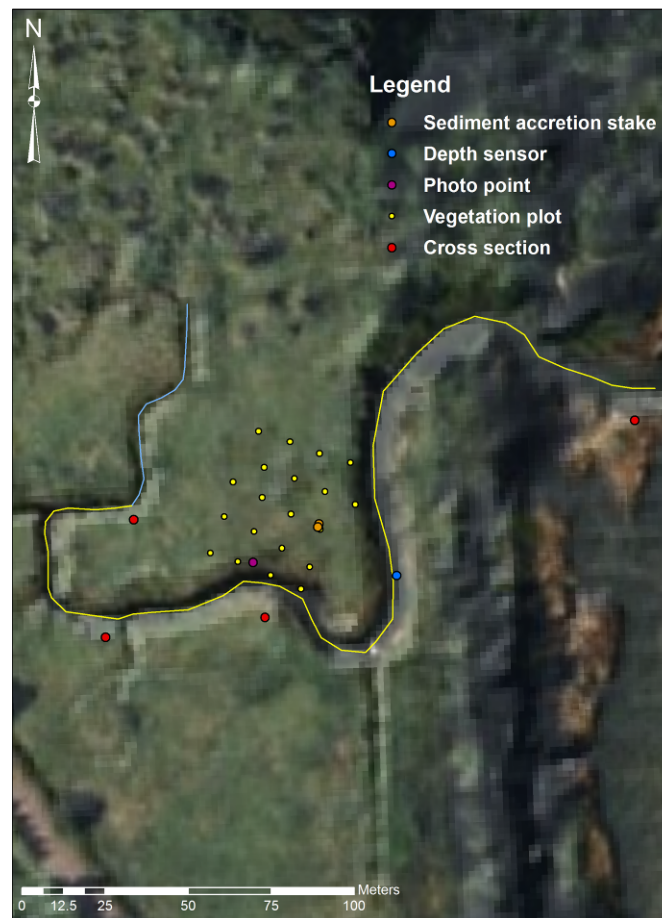 N
Legend
Sediment accretion stake
Depth sensor
Photo point
Vegetation plot
Cross section
Meters
0 12.5 25 50 75 100